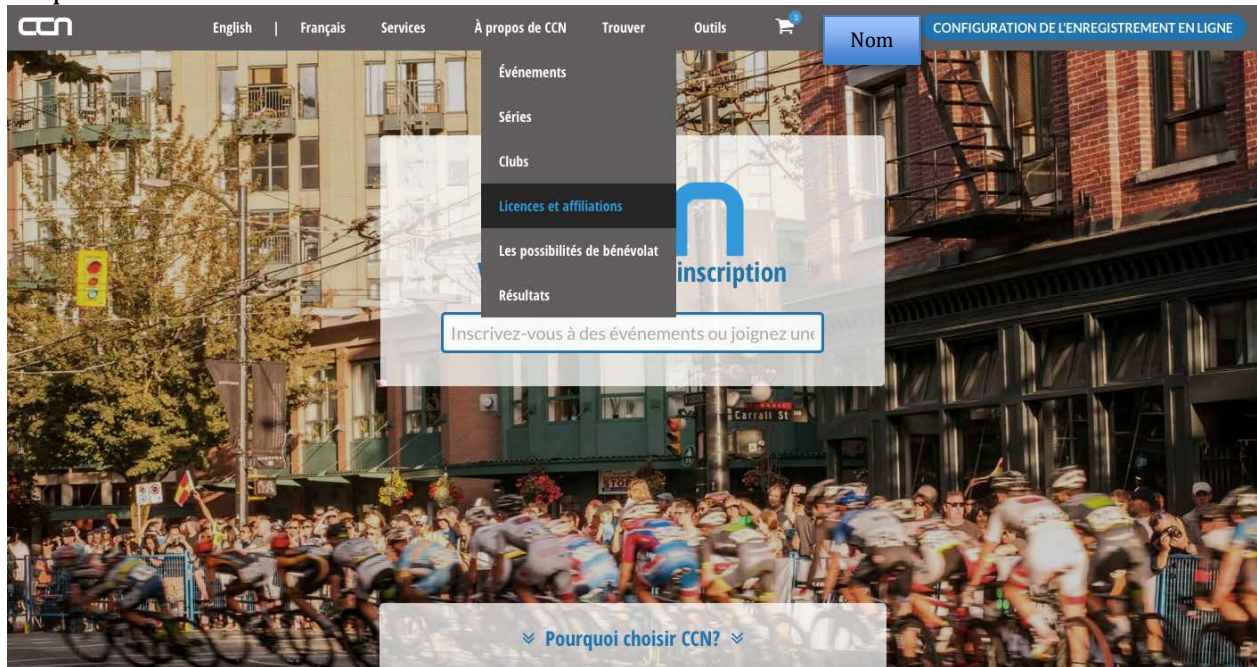 ccn
English | Français Services À propos de CCN Trouver Outils 1 Nom CONFIGURATION DE L'ENREGISTREMENT EN LIGNE
Événements
Séries
Clubs
Licences et affiliations
Les possibilités de bénévolat
inscription
Résultats
Inscrivez-vous à des événements ou joignez une
Carrall St
STOP
Pourquoi choisir CCN?